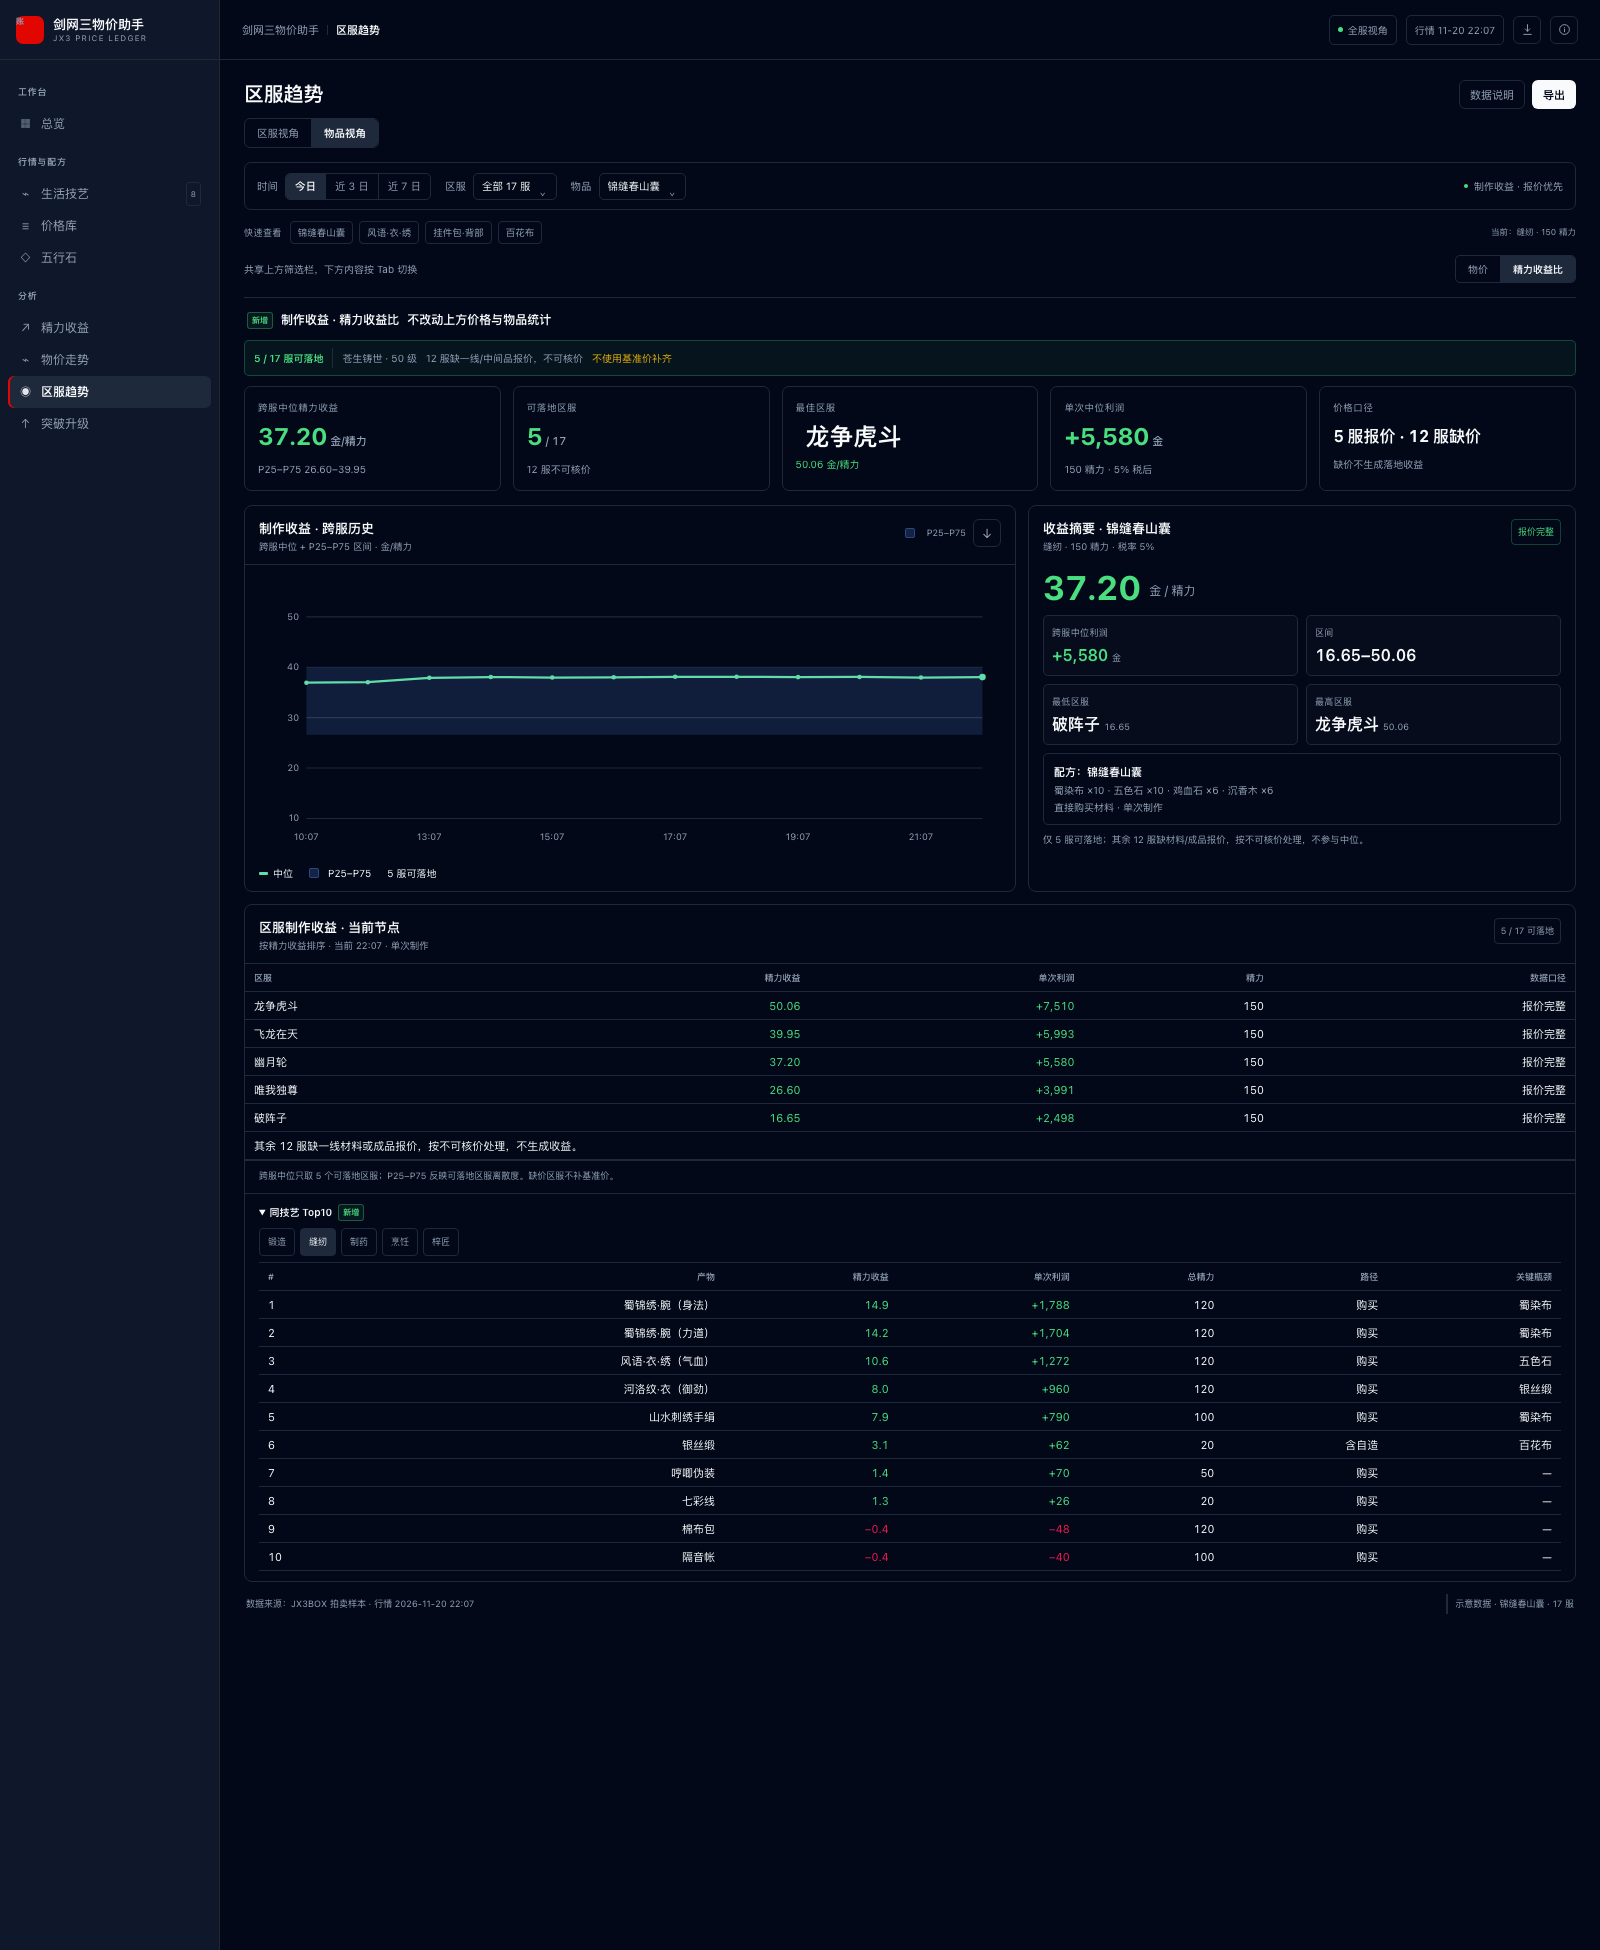 账
剑网三物价助手
JX3 PRICE LEDGER
工作台
总览
行情与配方
生活技艺 8
价格库
五行石
分析
精力收益
物价走势
区服趋势
突破升级
剑网三物价助手 | 区服趋势
全服视角 行情 11-20 22:07
区服趋势
数据说明 导出
区服视角 物品视角
时间 今日 近 3 日 近 7 日 区服 全部 17 服 物品 锦缝春山囊 制作收益 · 报价优先
快速查看 锦缝春山囊 风语·衣·绣 挂件包·背部 百花布 当前：缝纫 · 150 精力
共享上方筛选栏，下方内容按 Tab 切换 物价 精力收益比
新增 制作收益 · 精力收益比 不改动上方价格与物品统计
5 / 17 服可落地 苍生铸世 · 50 级 12 服缺一线/中间品报价，不可核价 不使用基准价补齐
跨服中位精力收益
37.20 金/精力
P25–P75 26.60–39.95
可落地区服
5 / 17
12 服不可核价
最佳区服
龙争虎斗
50.06 金/精力
单次中位利润
+5,580 金
150 精力 · 5% 税后
价格口径
5 服报价 · 12 服缺价
缺价不生成落地收益
制作收益 · 跨服历史
跨服中位 + P25–P75 区间 · 金/精力
P25–P75
50
40
30
20
10
10:07 13:07 15:07 17:07 19:07 21:07
中位 P25–P75 5 服可落地
收益摘要 · 锦缝春山囊
缝纫 · 150 精力 · 税率 5%
报价完整
37.20 金 / 精力
跨服中位利润
+5,580 金
区间
16.65–50.06
最低区服
破阵子 16.65
最高区服
龙争虎斗 50.06
配方：锦缝春山囊
蜀染布 ×10 · 五色石 ×10 · 鸡血石 ×6 · 沉香木 ×6
直接购买材料 · 单次制作
仅 5 服可落地；其余 12 服缺材料/成品报价，按不可核价处理，不参与中位。
区服制作收益 · 当前节点
按精力收益排序 · 当前 22:07 · 单次制作
5 / 17 可落地
区服 精力收益 单次利润 精力 数据口径
龙争虎斗 50.06 +7,510 150 报价完整
飞龙在天 39.95 +5,993 150 报价完整
幽月轮 37.20 +5,580 150 报价完整
唯我独尊 26.60 +3,991 150 报价完整
破阵子 16.65 +2,498 150 报价完整
其余 12 服缺一线材料或成品报价，按不可核价处理，不生成收益。
跨服中位只取 5 个可落地区服；P25–P75 反映可落地区服离散度。缺价区服不补基准价。
▼ 同技艺 Top10 新增
锻造 缝纫 制药 烹饪 梓匠
# 产物 精力收益 单次利润 总精力 路径 关键瓶颈
1 蜀锦绣·腕（身法） 14.9 +1,788 120 购买 蜀染布
2 蜀锦绣·腕（力道） 14.2 +1,704 120 购买 蜀染布
3 风语·衣·绣（气血） 10.6 +1,272 120 购买 五色石
4 河洛纹·衣（御劲） 8.0 +960 120 购买 银丝缎
5 山水刺绣手绢 7.9 +790 100 购买 蜀染布
6 银丝缎 3.1 +62 20 含自造 百花布
7 哼唧伪装 1.4 +70 50 购买 —
8 七彩线 1.3 +26 20 购买 —
9 棉布包 −0.4 −48 120 购买 —
10 隔音帐 −0.4 −40 100 购买 —
数据来源：JX3BOX 拍卖样本 · 行情 2026-11-20 22:07
示意数据 · 锦缝春山囊 · 17 服